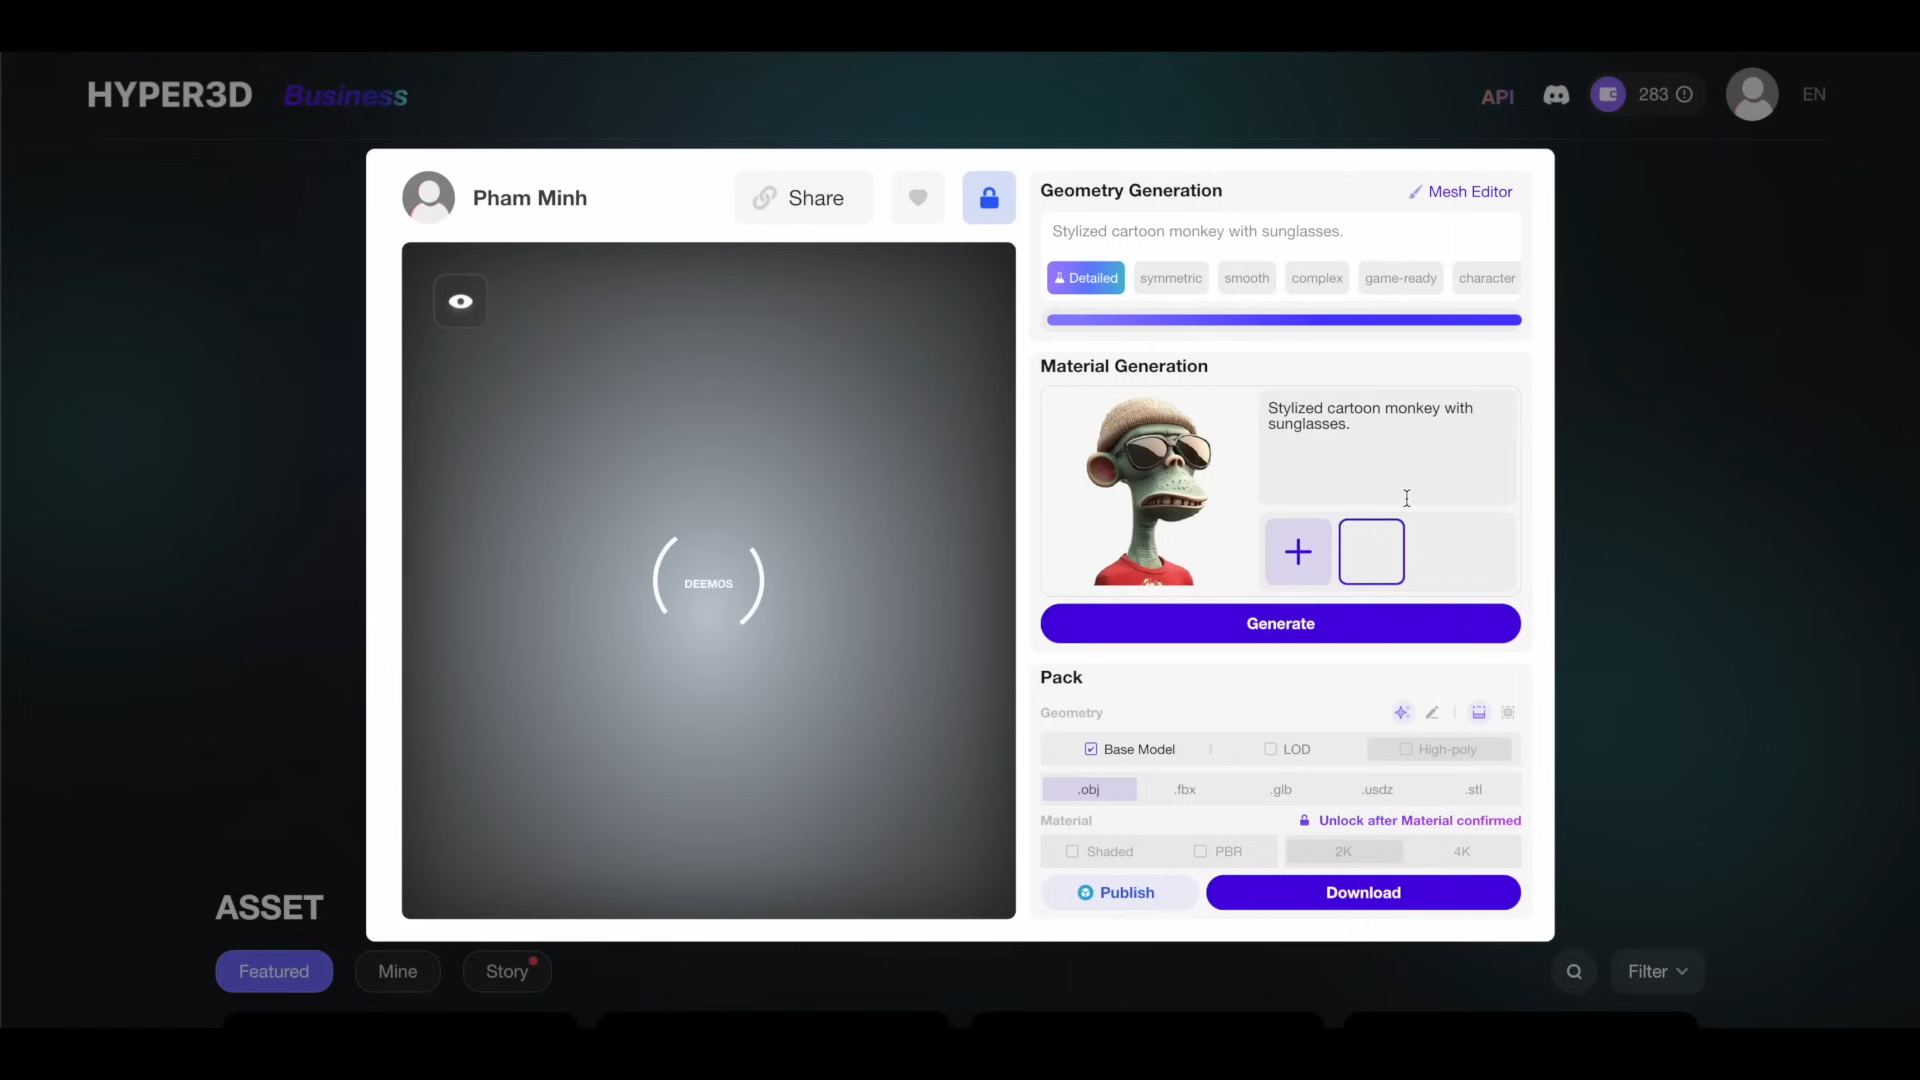 HYPER3D Business
API
283
EN
Pham Minh
Share
Geometry Generation
Mesh Editor
Stylized cartoon monkey with sunglasses.
Detailed
symmetric
smooth
complex
game-ready
character
DEEMOS
Material Generation
Stylized cartoon monkey with
sunglasses.
Generate
Pack
Geometry
Base Model
LOD
High-poly
.obj
.fbx
.glb
.usdz
.stl
Material
Unlock after Material confirmed
Shaded
PBR
2K
4K
Publish
Download
ASSET
Featured
Mine
Story
Filter